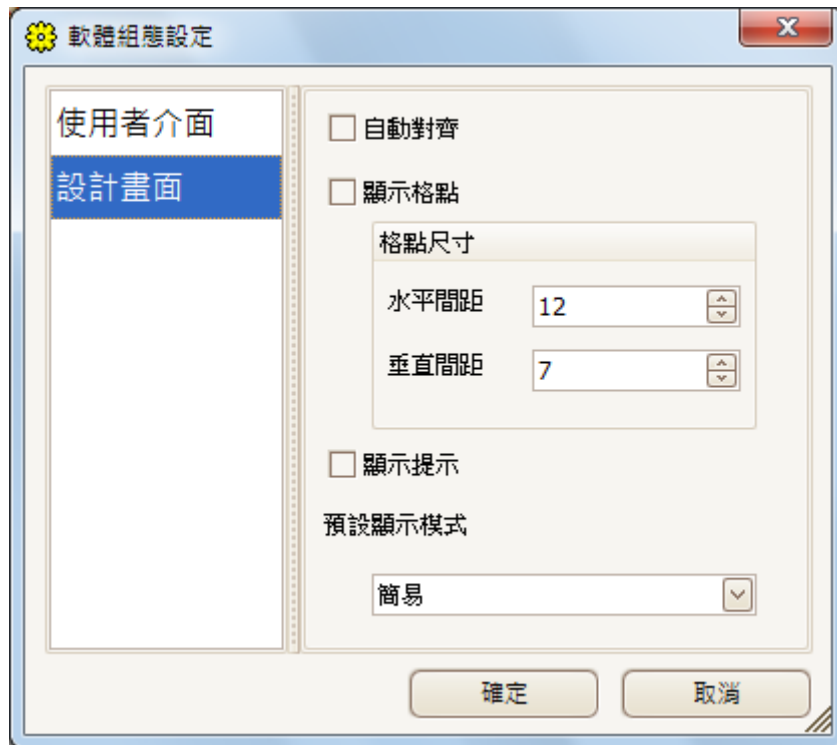 軟體組態設定
使用者介面
設計畫面
自動對齊
顯示格點
格點尺寸
水平間距 12
垂直間距 7
顯示提示
預設顯示模式
簡易
確定 取消